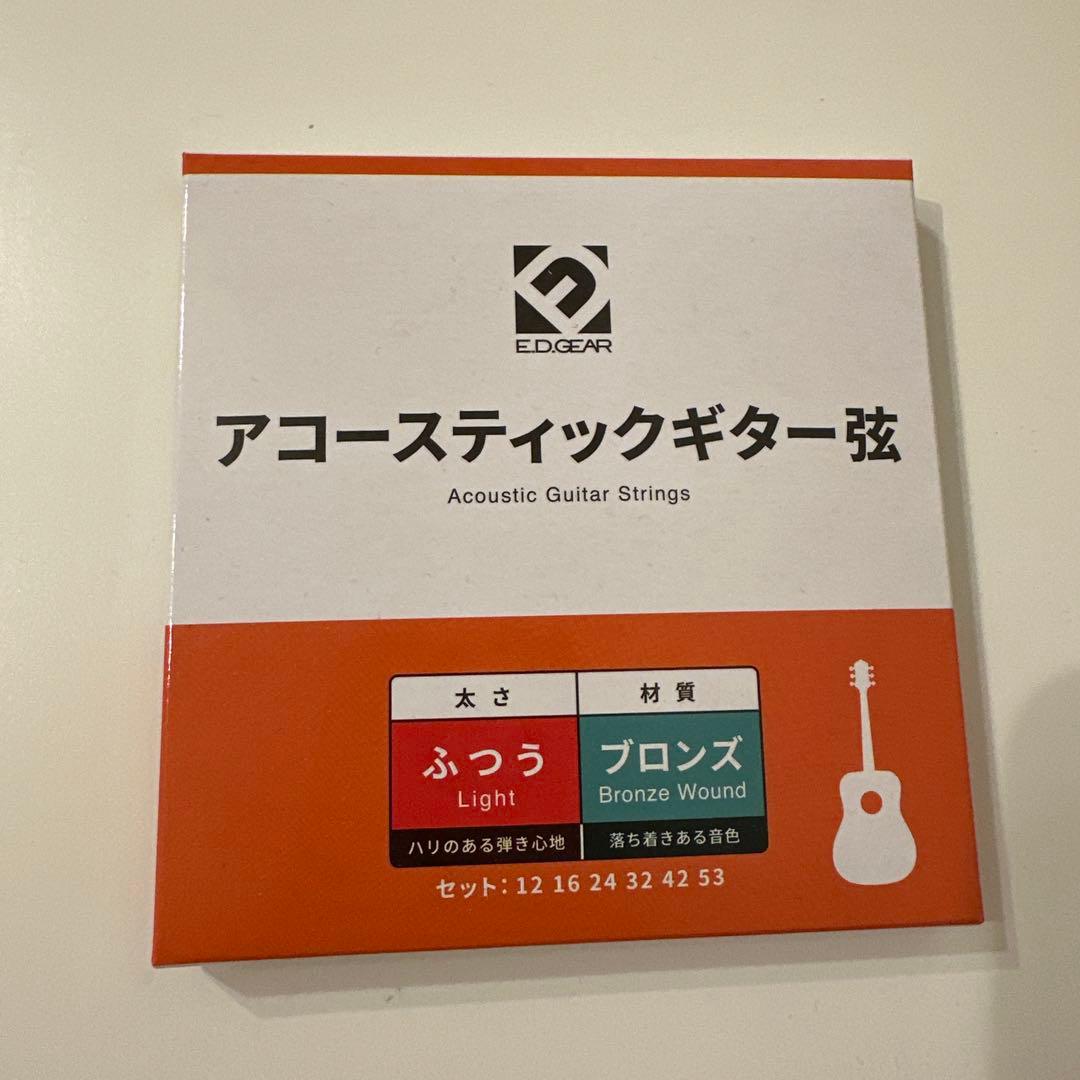 E.D.GEAR
アコースティックギター弦
Acoustic Guitar Strings
太さ 材質
ふつう ブロンズ
Light Bronze Wound
ハリのある弾き心地 落ち着きある音色
セット：12 16 24 32 42 53